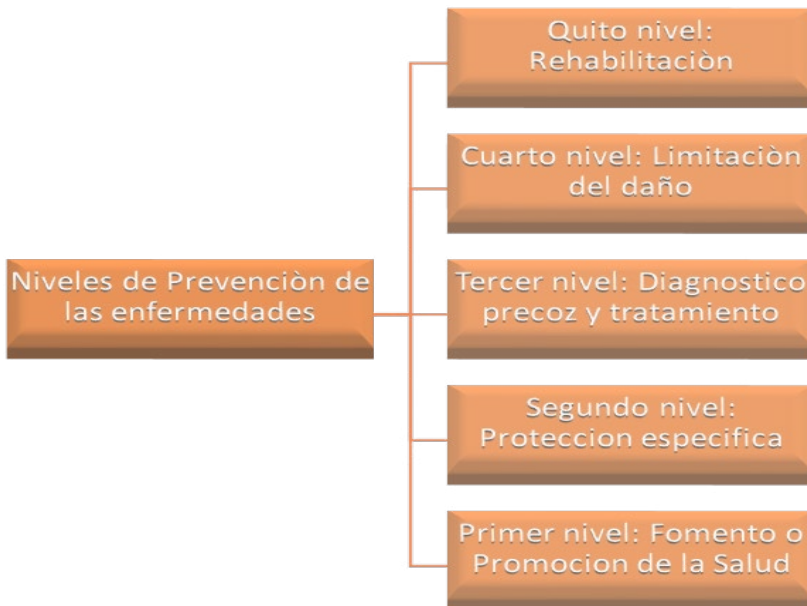 Quito nivel:
Rehabilitaciòn
Cuarto nivel: Limitaciòn
del daño
Niveles de Prevenciòn de
las enfermedades
Tercer nivel: Diagnostico
precoz y tratamiento
Segundo nivel:
Proteccion especifica
Primer nivel: Fomento o
Promocion de la Salud